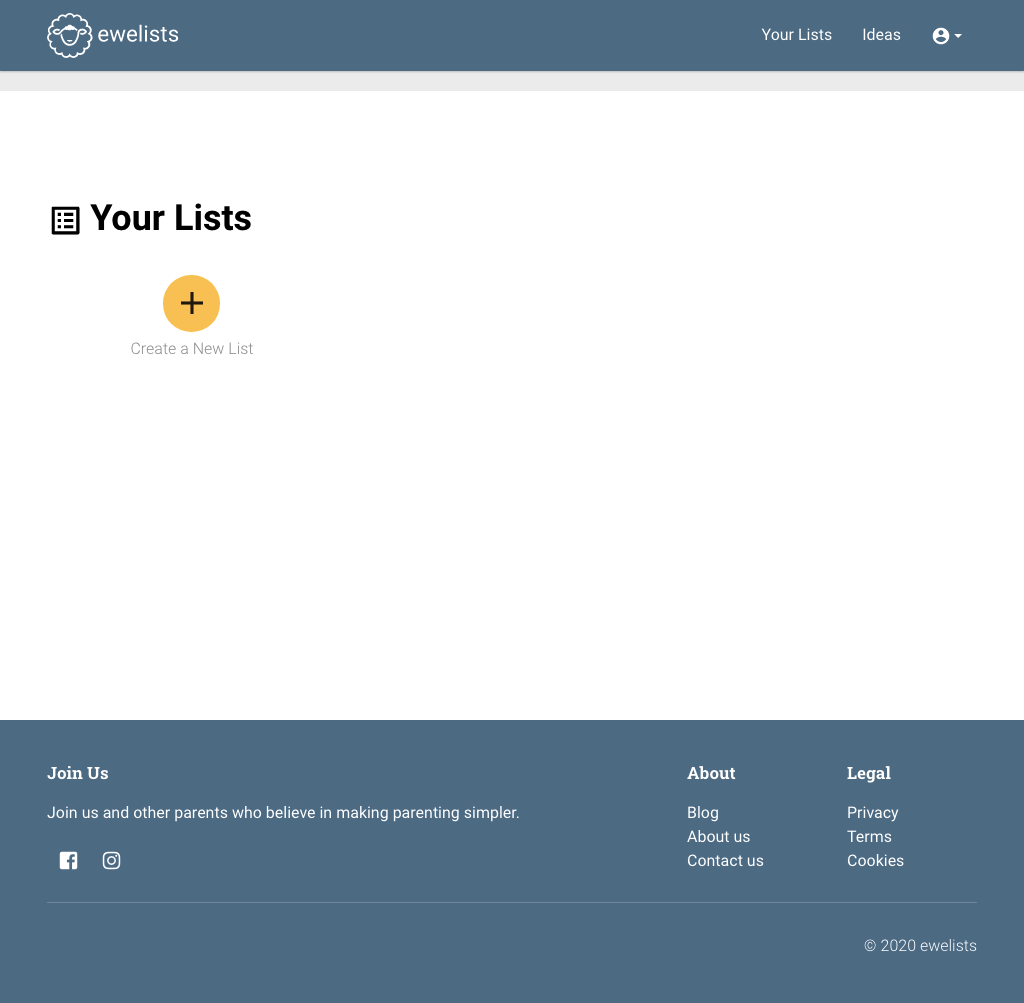 ewelists
Your Lists
Ideas
Your Lists
Create a New List
Join Us
Join us and other parents who believe in making parenting simpler.
About
Blog
About us
Contact us
Legal
Privacy
Terms
Cookies
© 2020 ewelists